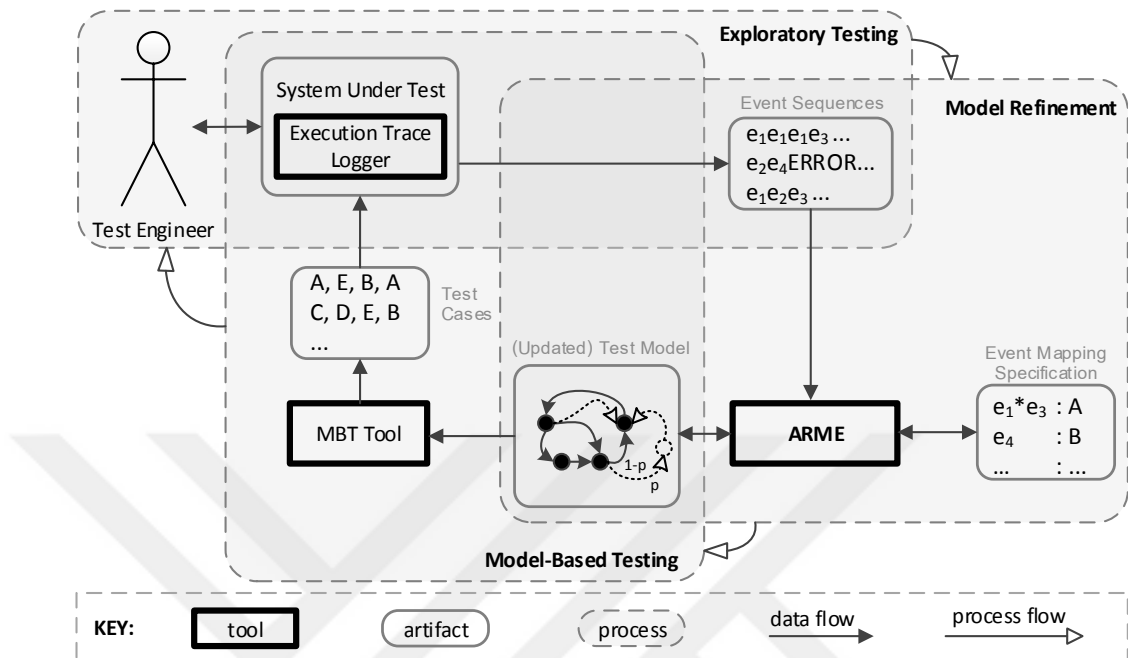 Exploratory Testing
System Under Test
Execution Trace
Logger
Test Engineer
Event Sequences
e₁e₁e₁e₃ ...
e₂e₄ERROR...
e₁e₂e₃ ...
Model Refinement
A, E, B, A
C, D, E, B
...
Test
Cases
(Updated) Test Model
1-p
p
Event Mapping
Specification
e₁*e₃ : A
e₄ : B
... : ...
MBT Tool
ARME
Model-Based Testing
KEY:
tool
artifact
process
data flow
process flow